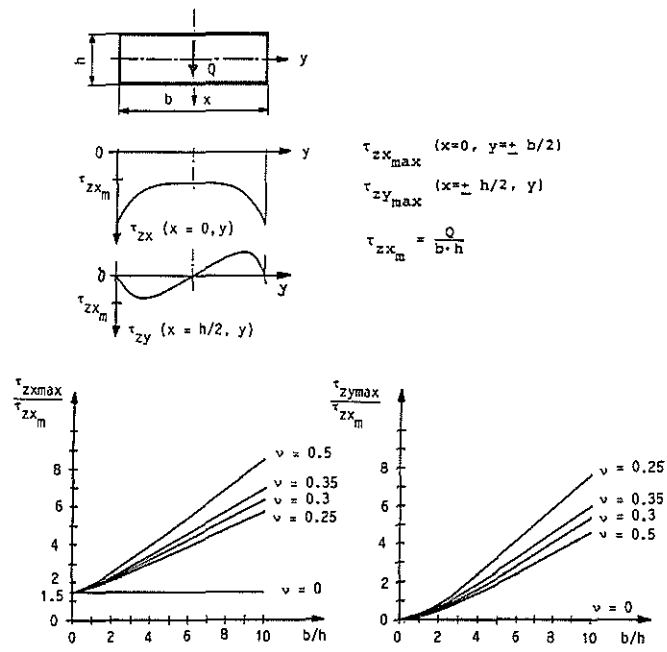 h
y
Q
b
x
0
y
τzxm
τzx (x = 0,y)
0
y
τzxm
τzy (x = h/2, y)
τzxmax (x=0, y=± b/2)
τzymax (x=± h/2, y)
τzxm = Q / b·h
τzxmax / τzxm
8
6
4
2
1.5
0
0 2 4 6 8 10 b/h
ν = 0.5
ν = 0.35
ν = 0.3
ν = 0.25
ν = 0
τzymax / τzxm
8
6
4
2
0
0 2 4 6 8 10 b/h
ν = 0.25
ν = 0.35
ν = 0.3
ν = 0.5
ν = 0